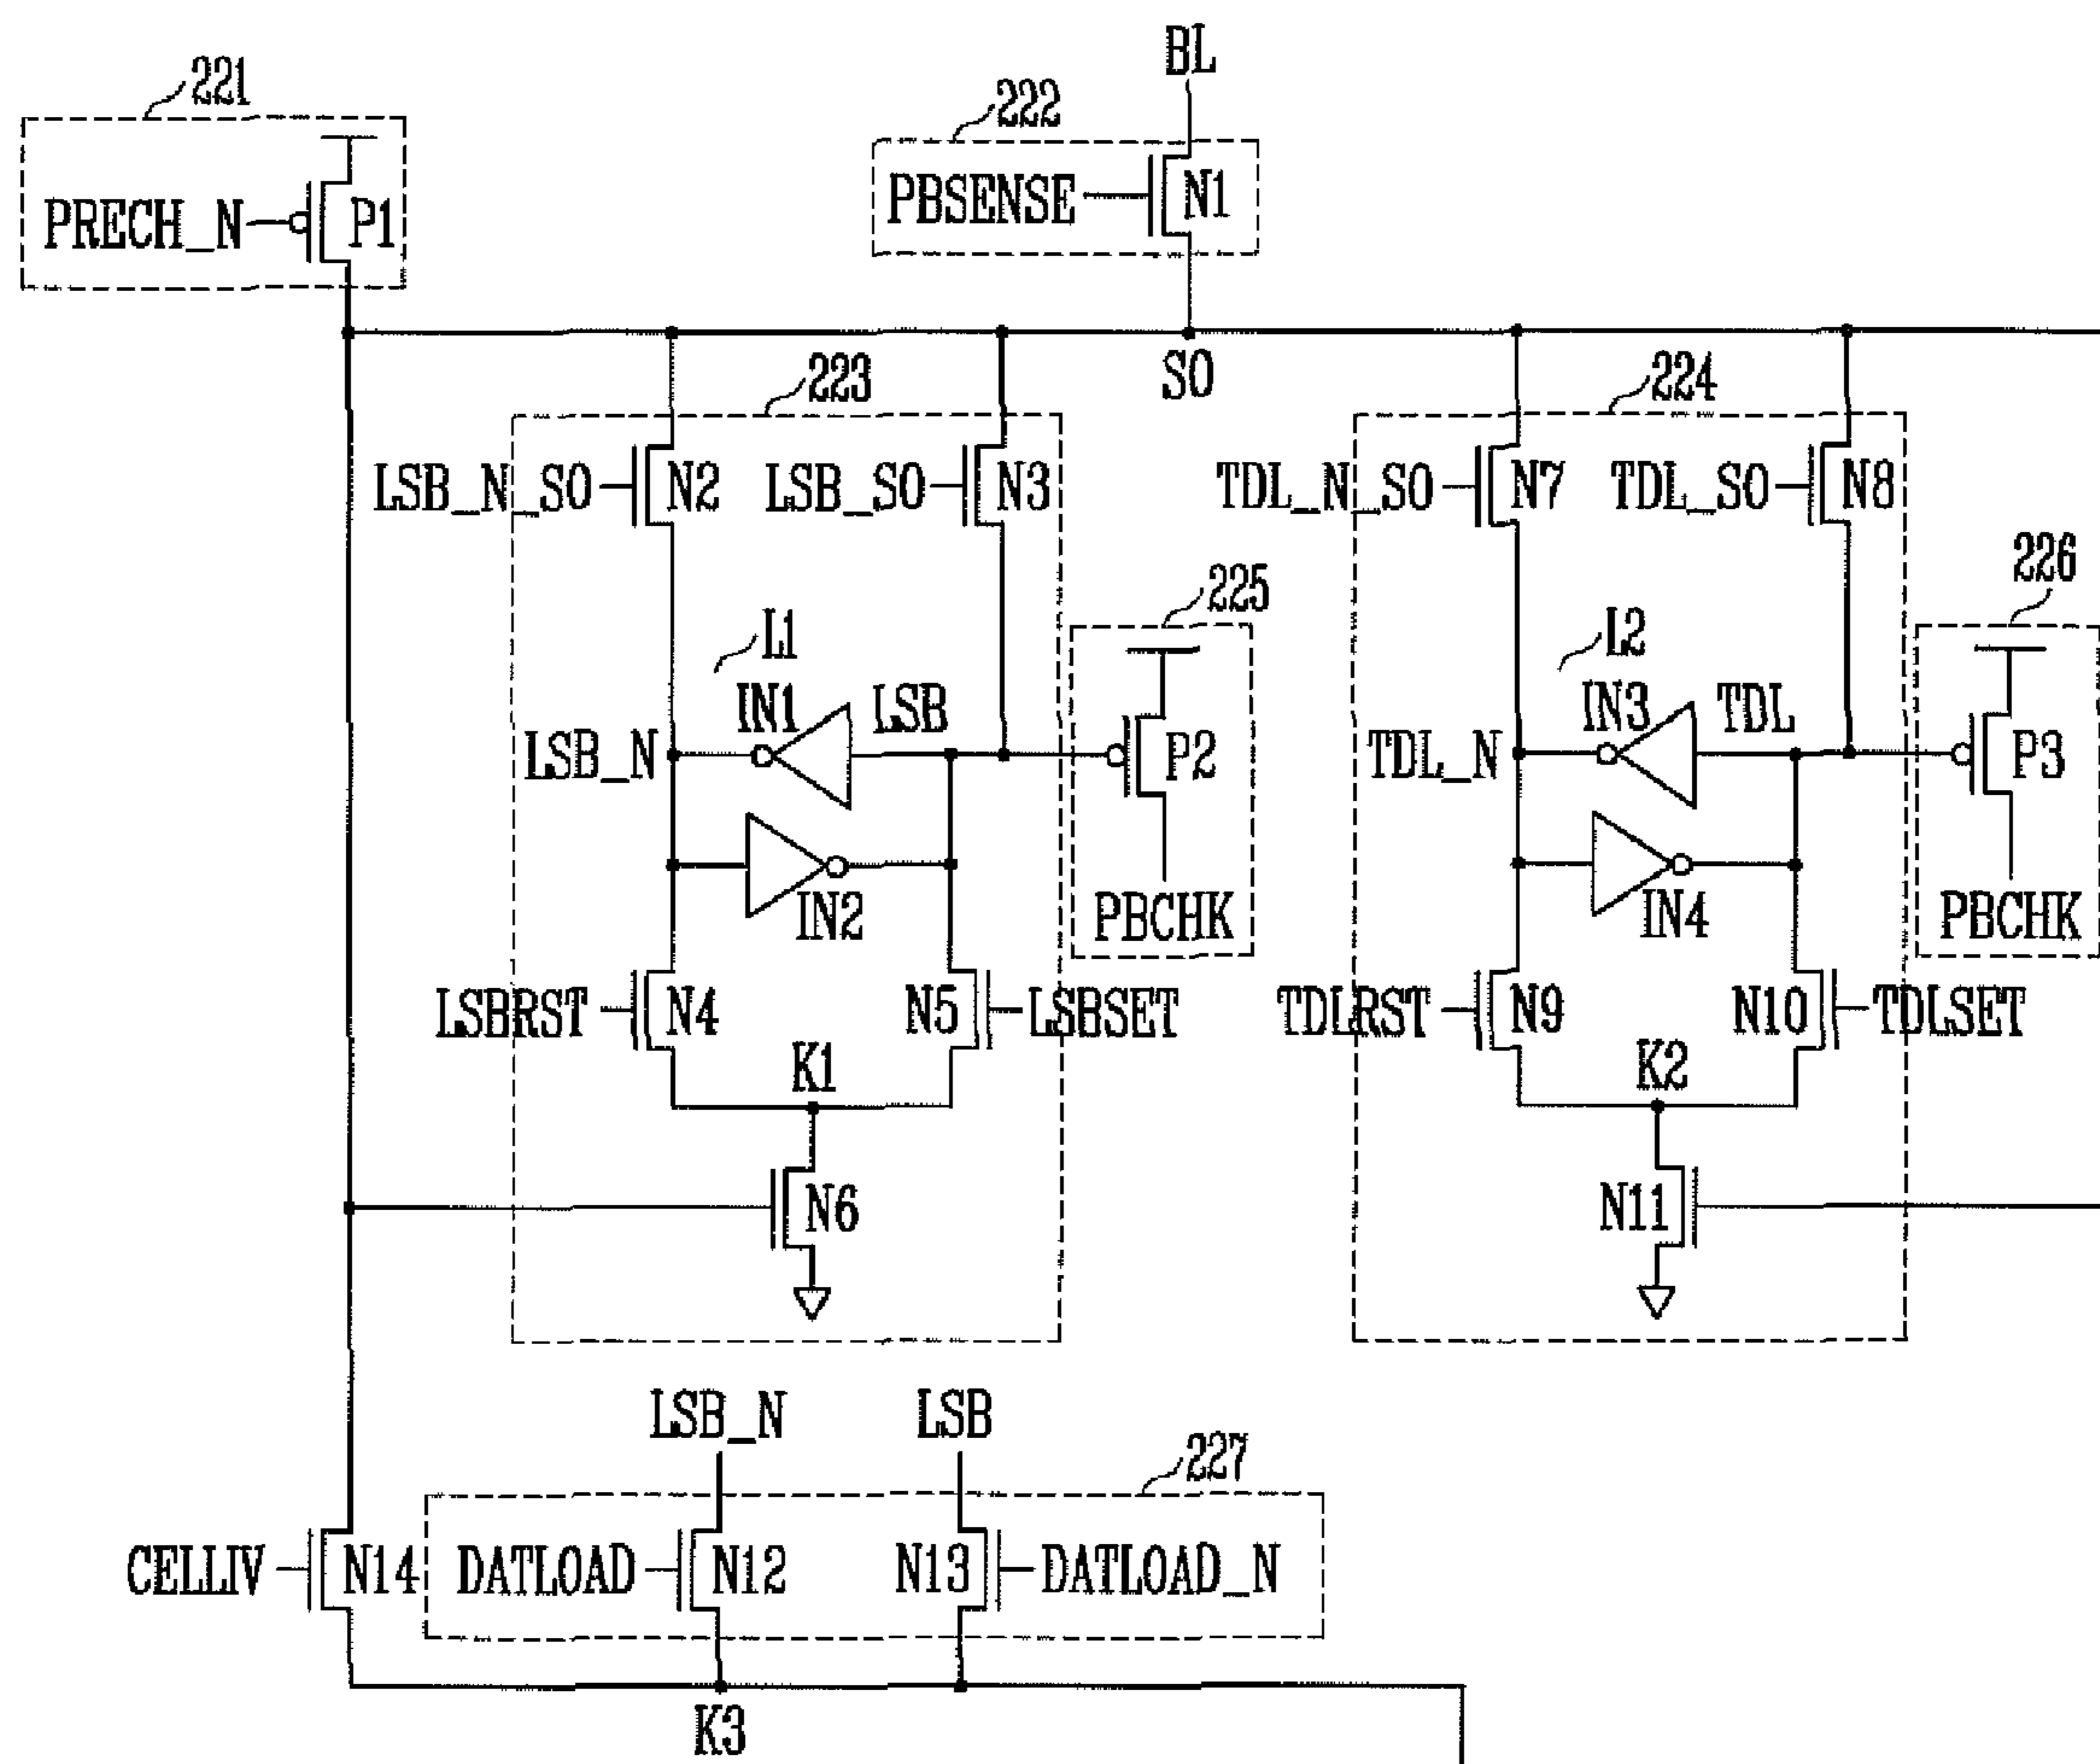 BL
221
222
PBSENSE
N1
PRECH_N
P1
SO
223
224
LSB_N_SO
N2
LSB_SO
N3
TDL_N_SO
N7
TDL_SO
N8
225
226
L1
L2
IN1
LSB
IN3
TDL
LSB_N
P2
TDL_N
P3
IN2
PBCHK
IN4
PBCHK
LSBRST
N4
N5
LSBSET
TDLRST
N9
N10
TDLSET
K1
K2
N6
N11
LSB_N
LSB
227
CELLIV
N14
DATLOAD
N12
N13
DATLOAD_N
K3